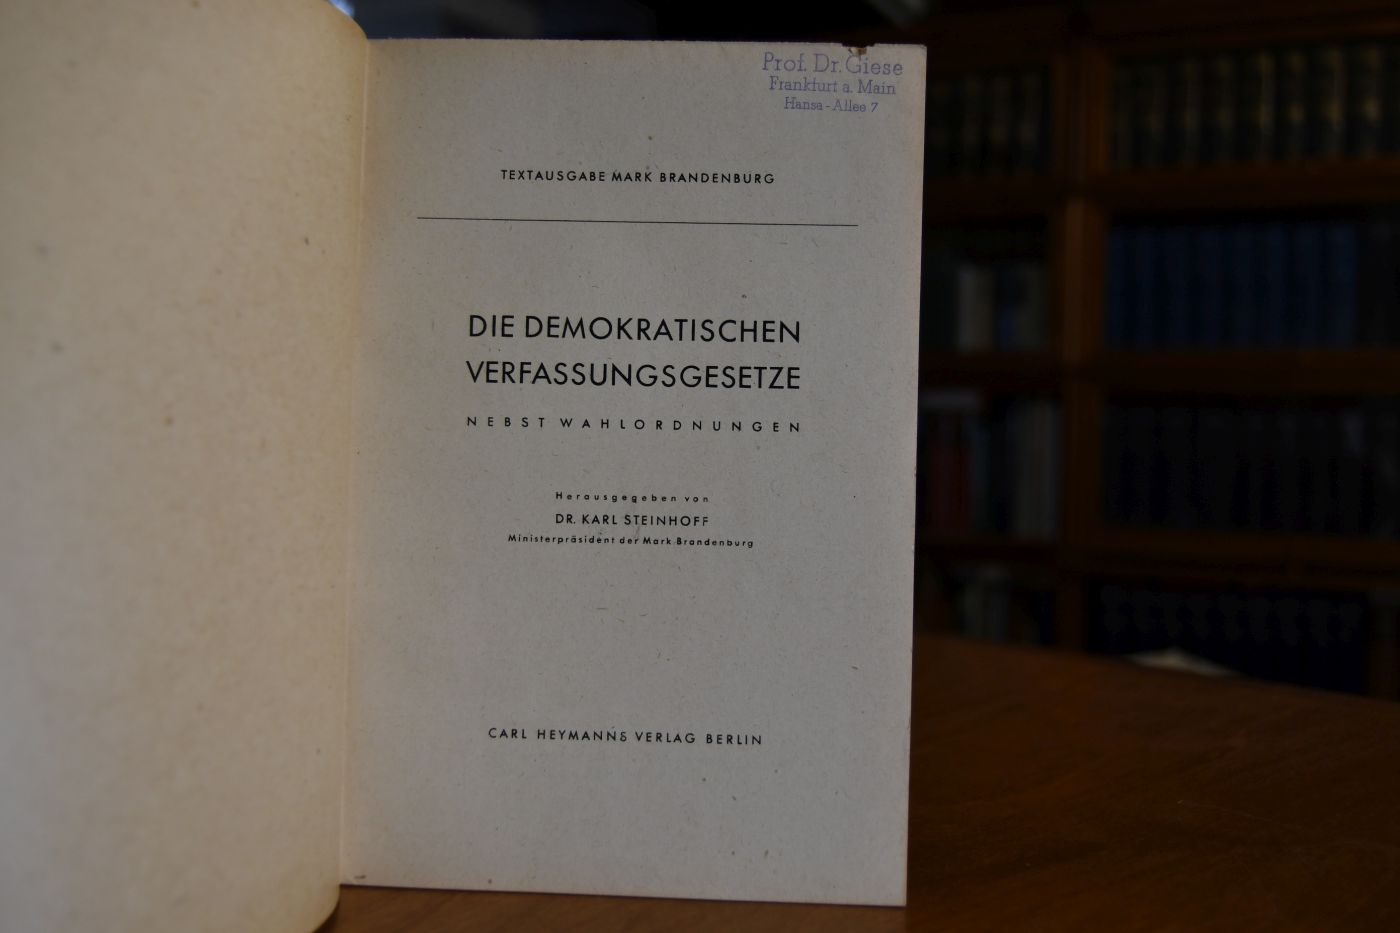 Prof. Dr. Giese
Frankfurt a. Main
Hansa-Allee 7
TEXTAUSGABE MARK BRANDENBURG
DIE DEMOKRATISCHEN
VERFASSUNGSGESETZE
NEBST WAHLORDNUNGEN
Herausgegeben von
DR. KARL STEINHOFF
Ministerpräsident der Mark Brandenburg
CARL HEYMANNS VERLAG BERLIN